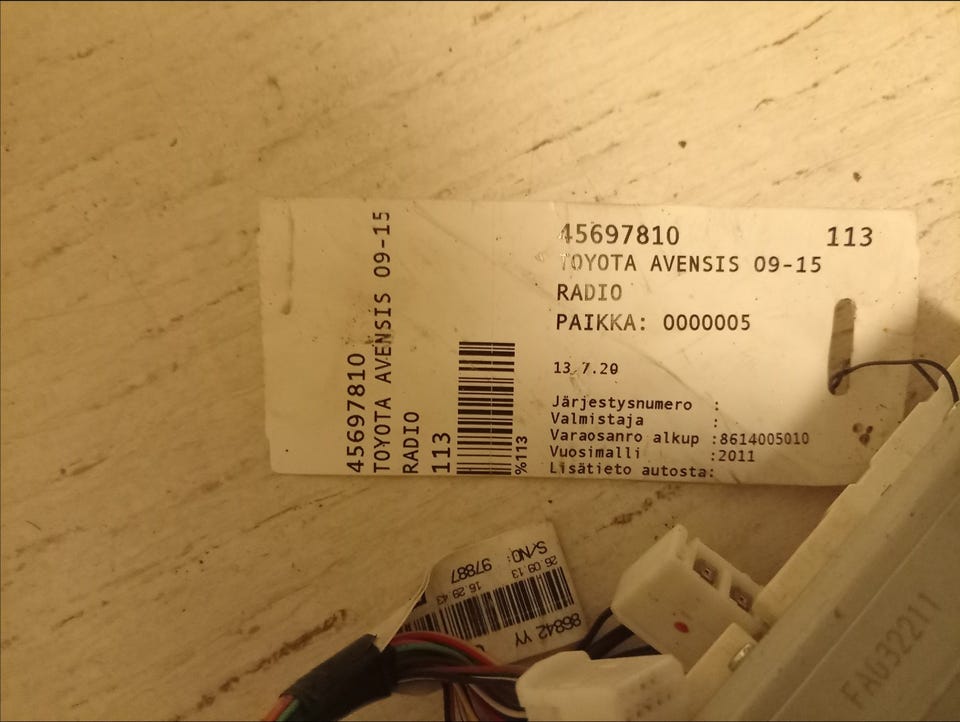 45697810
TOYOTA AVENSIS 09-15
RADIO
113
%113
45697810 113
TOYOTA AVENSIS 09-15
RADIO
PAIKKA: 0000005
13.7.20
Järjestysnumero :
Valmistaja :
Varaosanro alkup :8614005010
Vuosimalli :2011
Lisätieto autosta:
86842 YY
26 09 13 16 29 43
S/NO: 97887
FAG32211